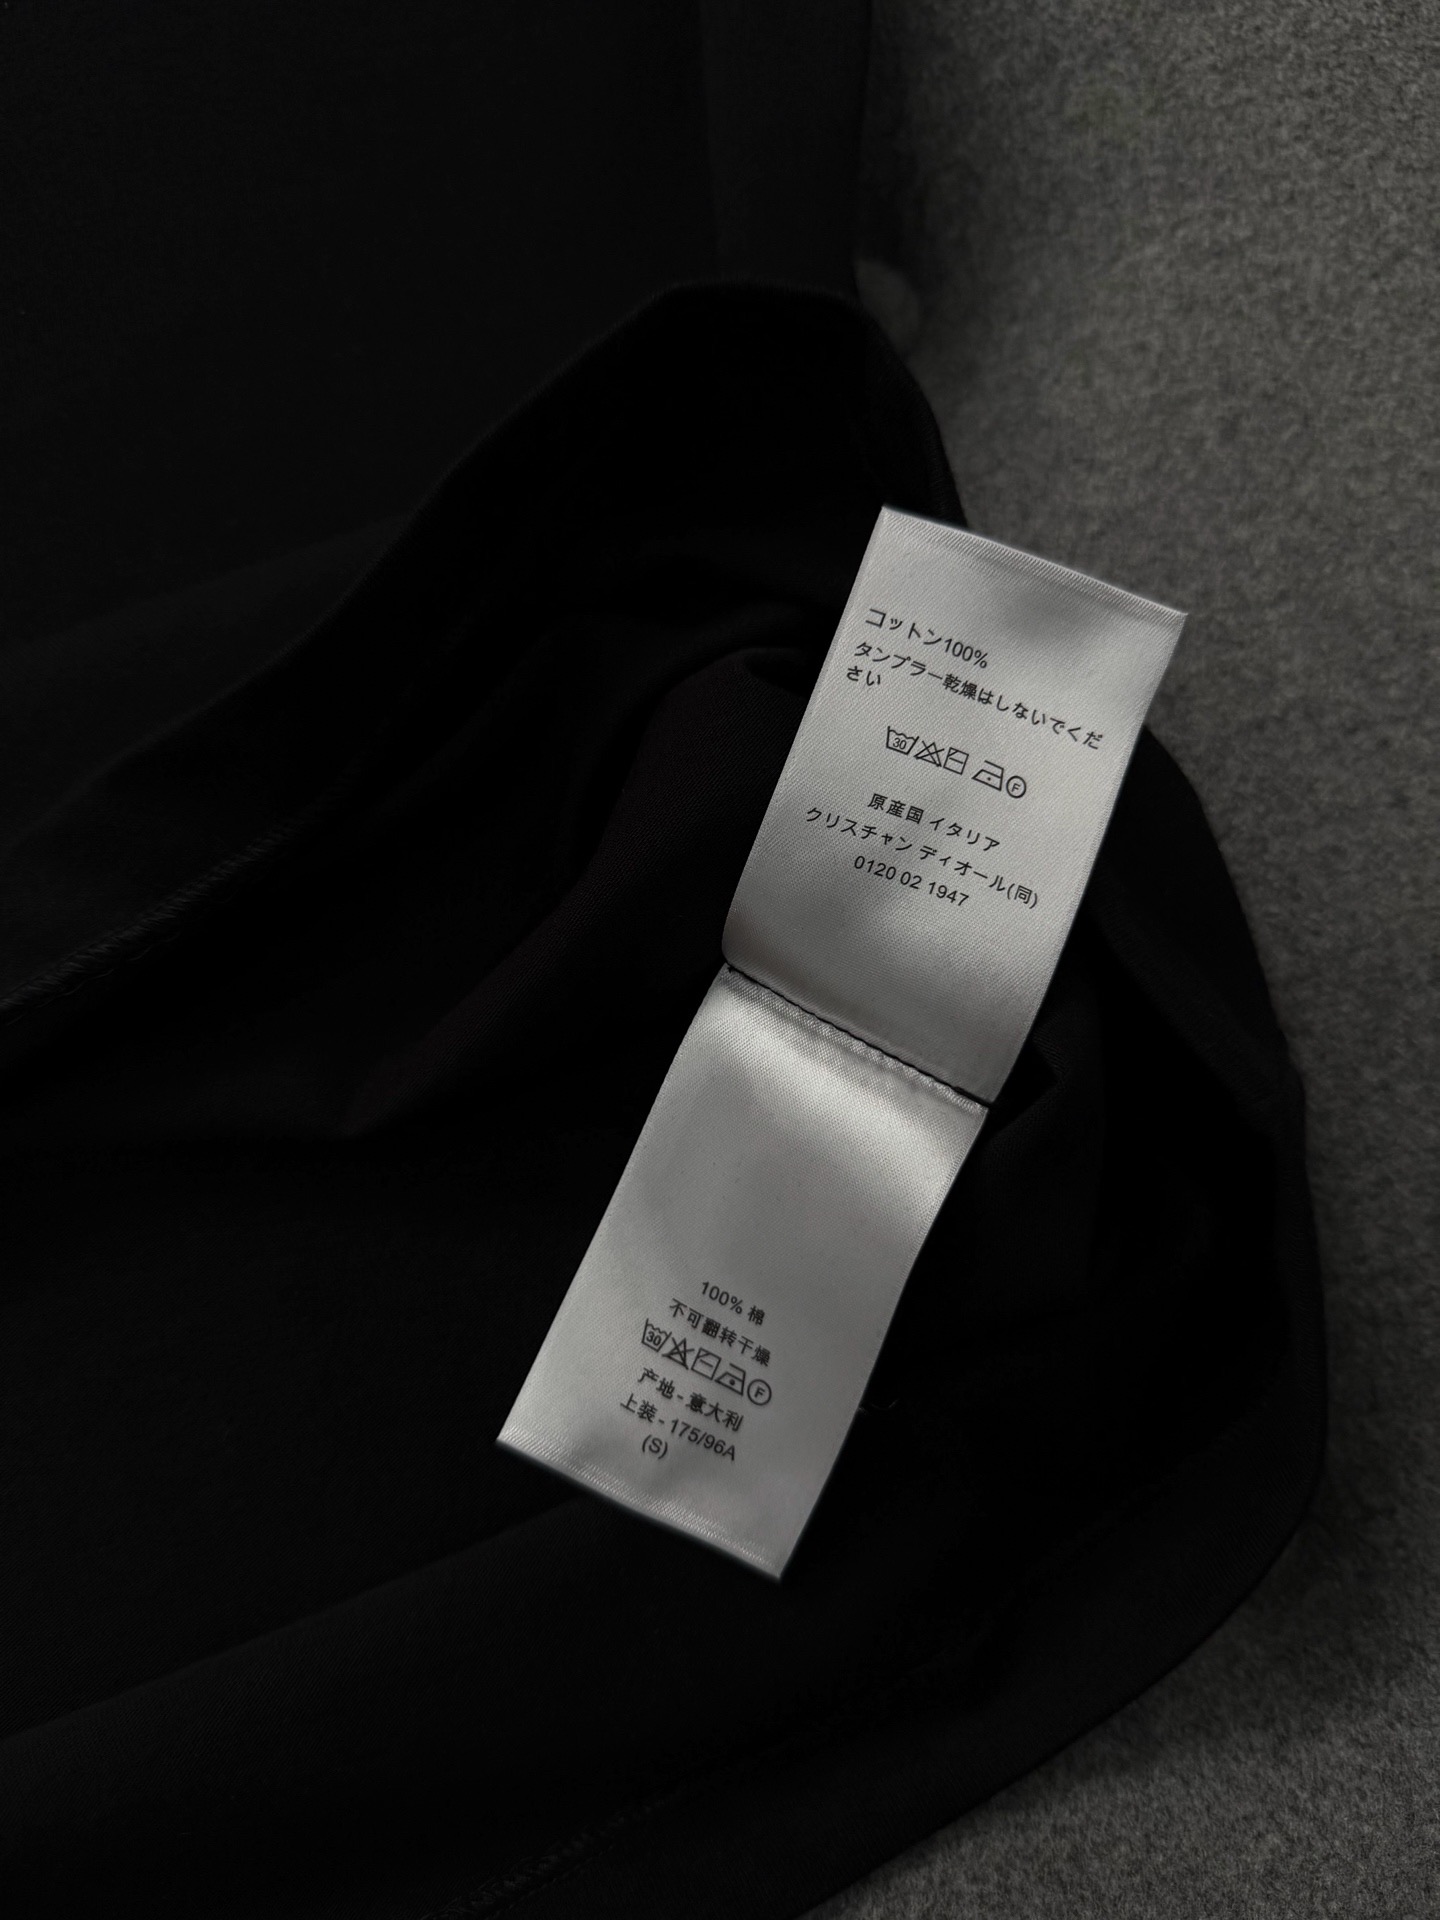 コットン100%
タンブラー乾燥はしないでくだ
さい
30 F
原産国 イタリア
クリスチャン ディオール(同)
0120 02 1947
100% 棉
不可翻转干燥
30 F
产地 - 意大利
上装 - 175/96A
(S)